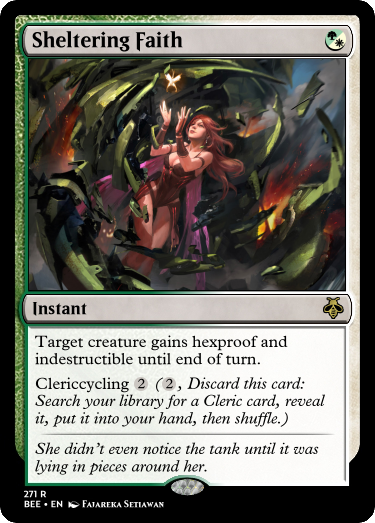 Sheltering Faith
Instant
Target creature gains hexproof and
indestructible until end of turn.
Clericcycling 2 (2, Discard this card:
Search your library for a Cleric card, reveal
it, put it into your hand, then shuffle.)
She didn't even notice the tank until it was
lying in pieces around her.
271 R
BEE • EN Fajareka Setiawan